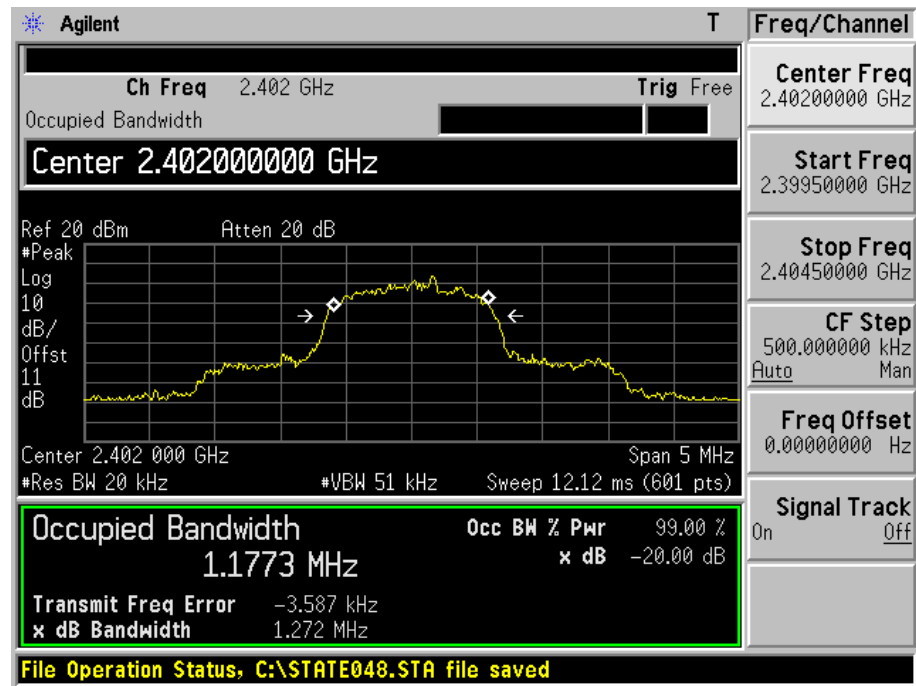 Agilent T Freq/Channel
Ch Freq 2.402 GHz Trig Free
Occupied Bandwidth
Center 2.402000000 GHz
Ref 20 dBm Atten 20 dB
#Peak
Log
10
dB/
Offst
11
dB
Center 2.402 000 GHz Span 5 MHz
#Res BW 20 kHz #VBW 51 kHz Sweep 12.12 ms (601 pts)
Occupied Bandwidth Occ BW % Pwr 99.00 %
1.1773 MHz x dB -20.00 dB
Transmit Freq Error -3.587 kHz
x dB Bandwidth 1.272 MHz
File Operation Status, C:\STATE048.STA file saved
Center Freq
2.40200000 GHz
Start Freq
2.39950000 GHz
Stop Freq
2.40450000 GHz
CF Step
500.000000 kHz
Auto Man
Freq Offset
0.00000000 Hz
Signal Track
On Off